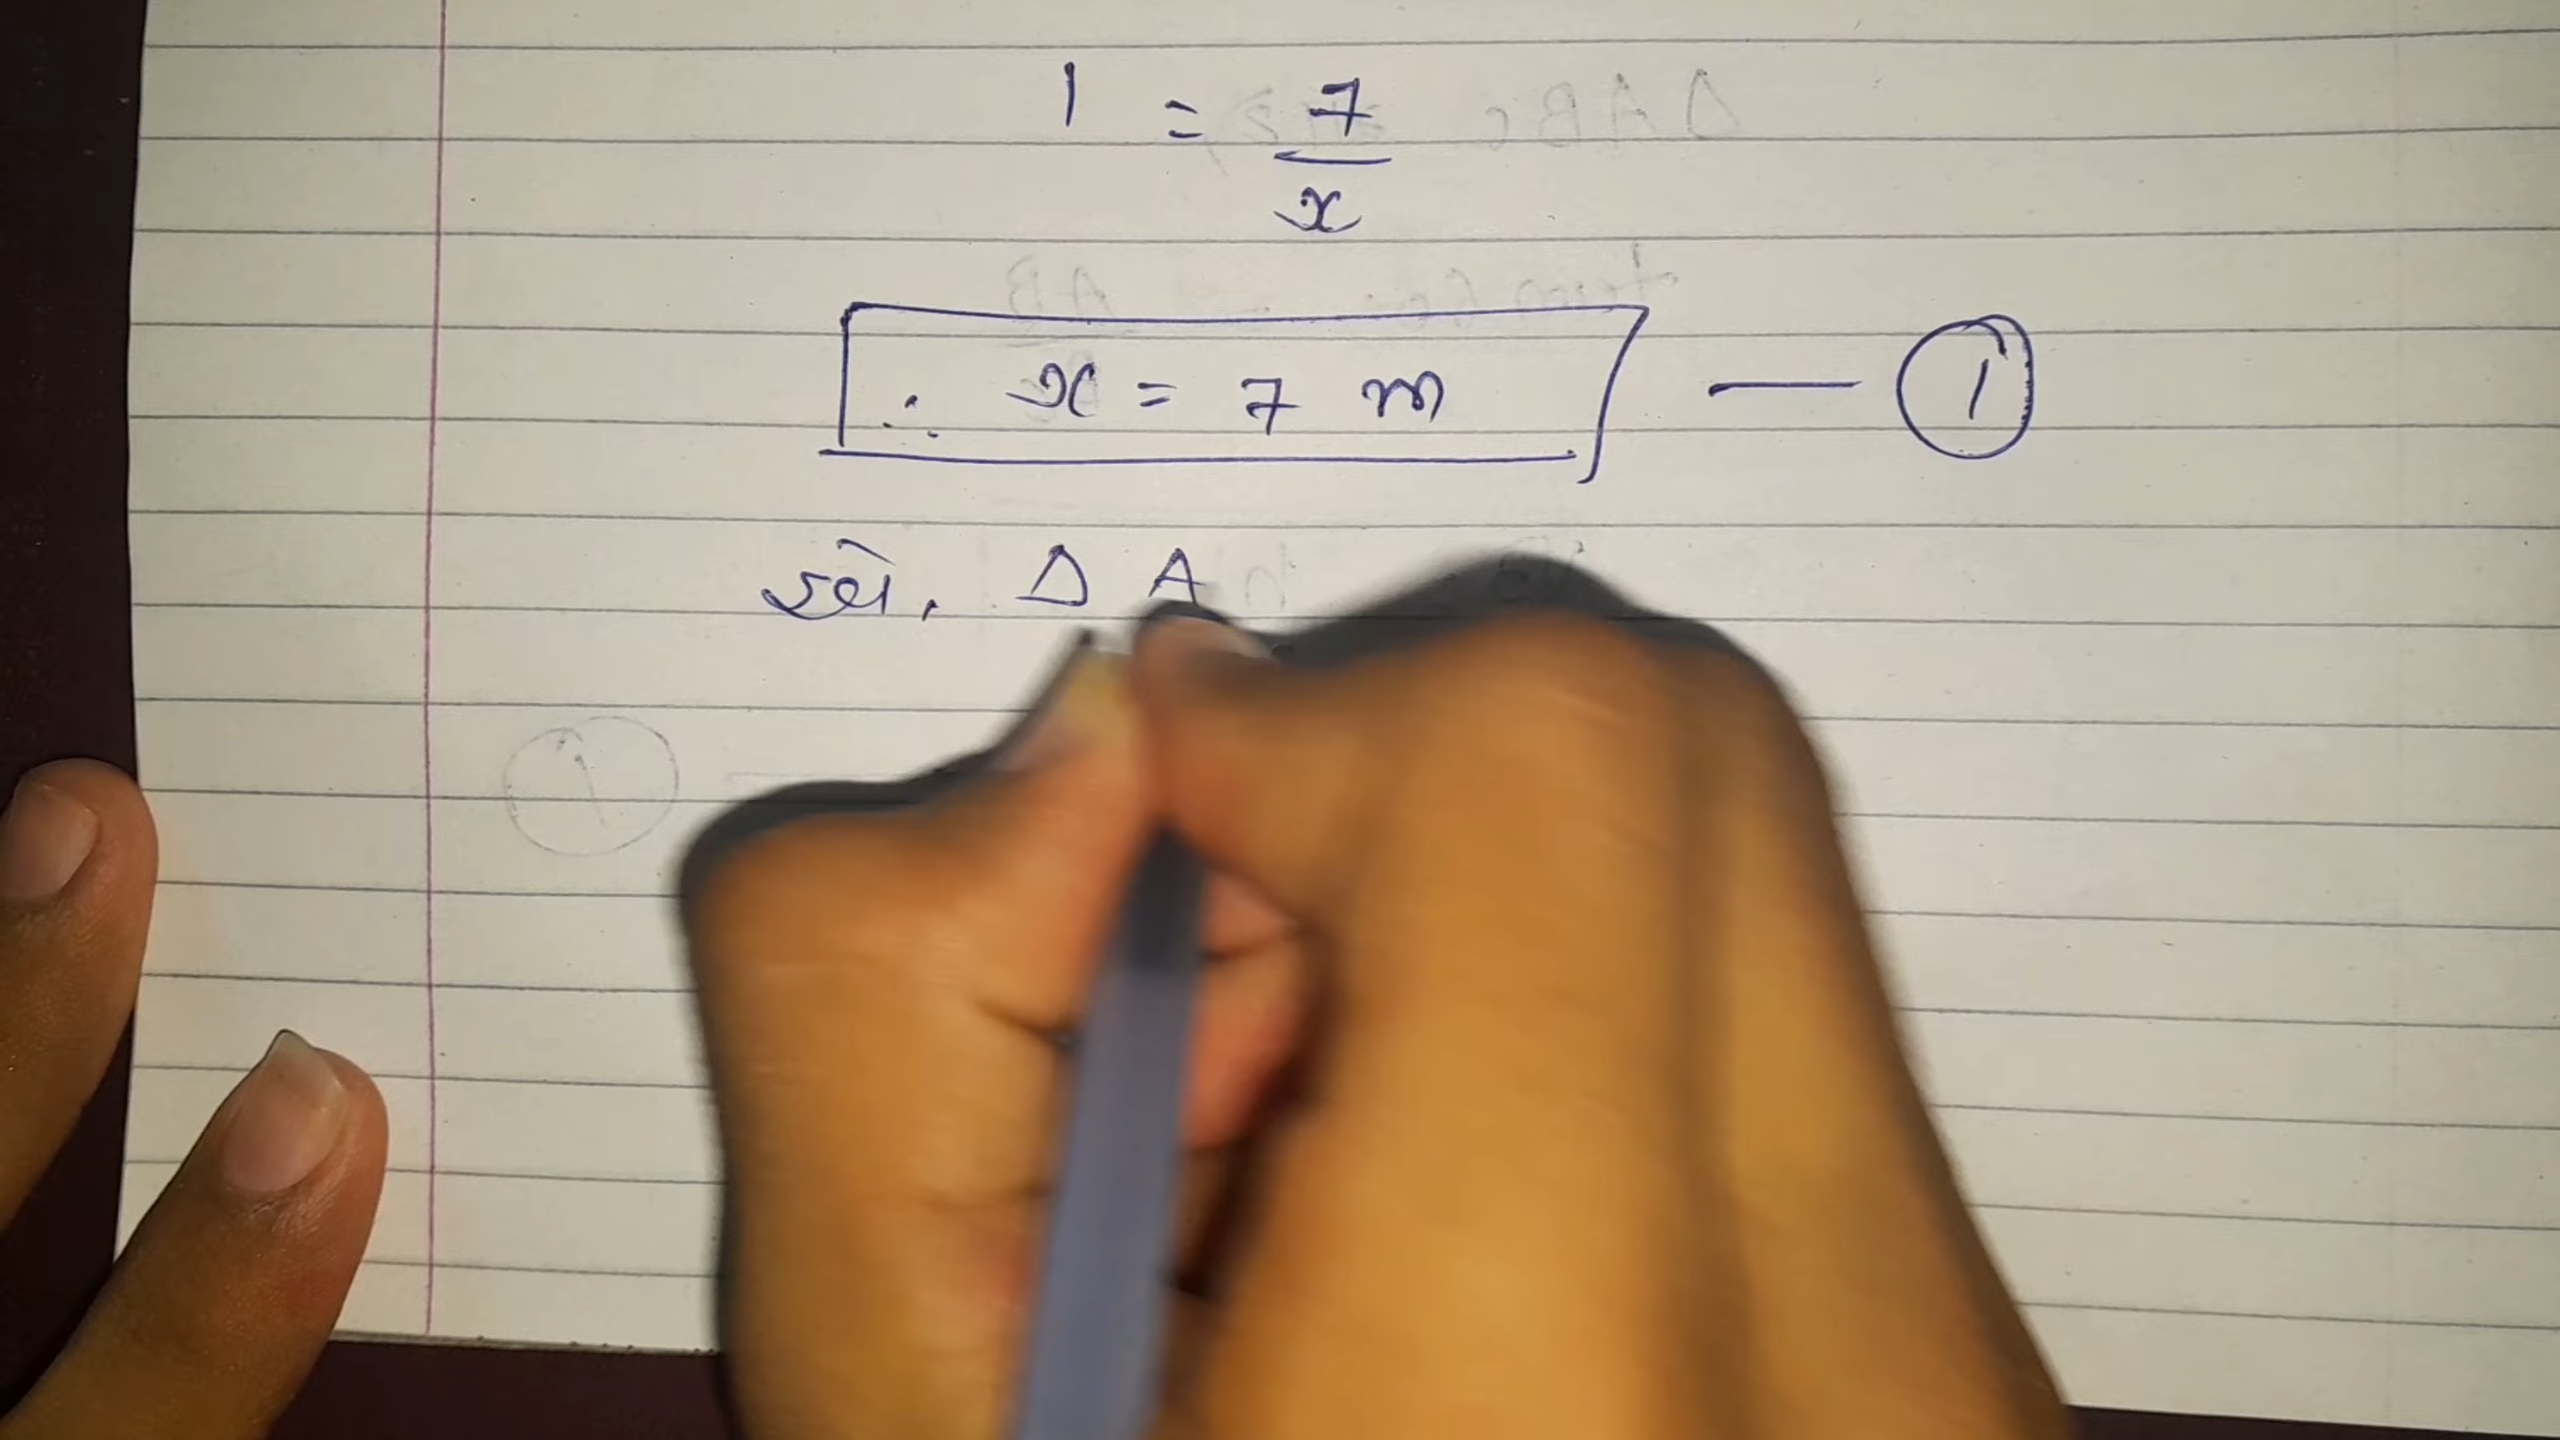 1 = 7
x
∴ x = 7 m — 1
હવે, Δ A